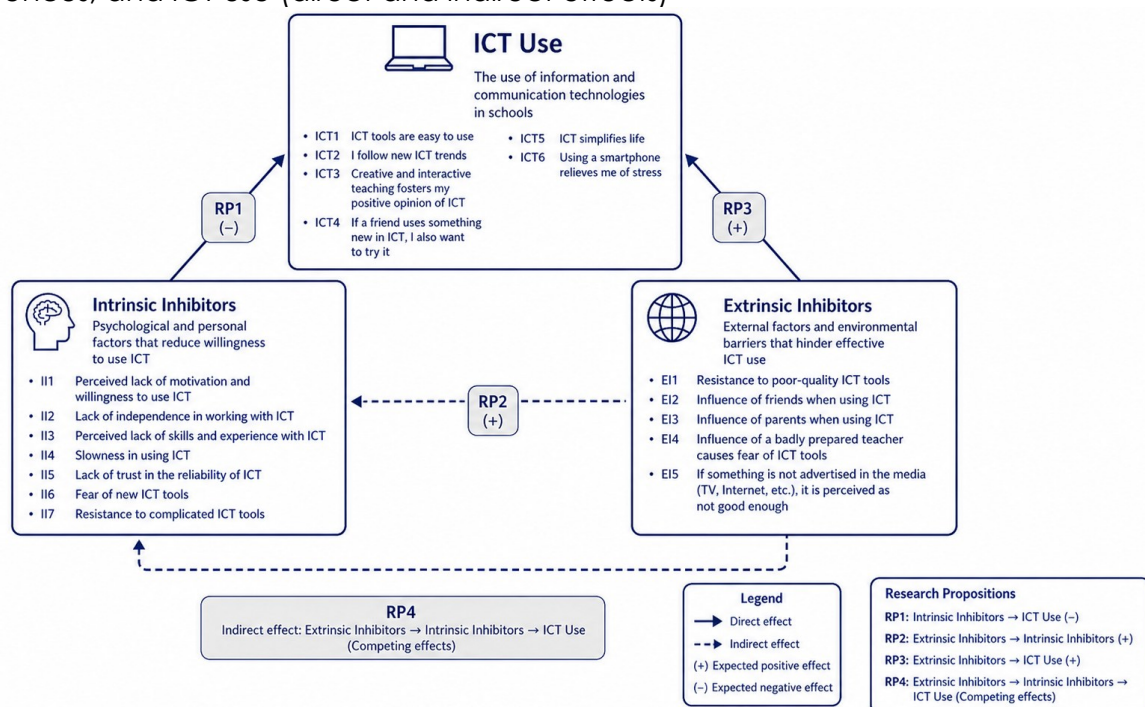 ICT Use
The use of information and
communication technologies
in schools
• ICT1 ICT tools are easy to use
• ICT2 I follow new ICT trends
• ICT3 Creative and interactive
teaching fosters my
positive opinion of ICT
• ICT4 If a friend uses something
new in ICT, I also want
to try it
• ICT5 ICT simplifies life
• ICT6 Using a smartphone
relieves me of stress
RP1
(−)
RP3
(+)
Intrinsic Inhibitors
Psychological and personal
factors that reduce willingness
to use ICT
• II1 Perceived lack of motivation and
willingness to use ICT
• II2 Lack of independence in working with ICT
• II3 Perceived lack of skills and experience with ICT
• II4 Slowness in using ICT
• II5 Lack of trust in the reliability of ICT
• II6 Fear of new ICT tools
• II7 Resistance to complicated ICT tools
RP2
(+)
Extrinsic Inhibitors
External factors and environmental
barriers that hinder effective
ICT use
• EI1 Resistance to poor-quality ICT tools
• EI2 Influence of friends when using ICT
• EI3 Influence of parents when using ICT
• EI4 Influence of a badly prepared teacher
causes fear of ICT tools
• EI5 If something is not advertised in the media
(TV, Internet, etc.), it is perceived as
not good enough
RP4
Indirect effect: Extrinsic Inhibitors → Intrinsic Inhibitors → ICT Use
(Competing effects)
Legend
Direct effect
Indirect effect
(+) Expected positive effect
(−) Expected negative effect
Research Propositions
RP1: Intrinsic Inhibitors → ICT Use (−)
RP2: Extrinsic Inhibitors → Intrinsic Inhibitors (+)
RP3: Extrinsic Inhibitors → ICT Use (+)
RP4: Extrinsic Inhibitors → Intrinsic Inhibitors →
ICT Use (Competing effects)